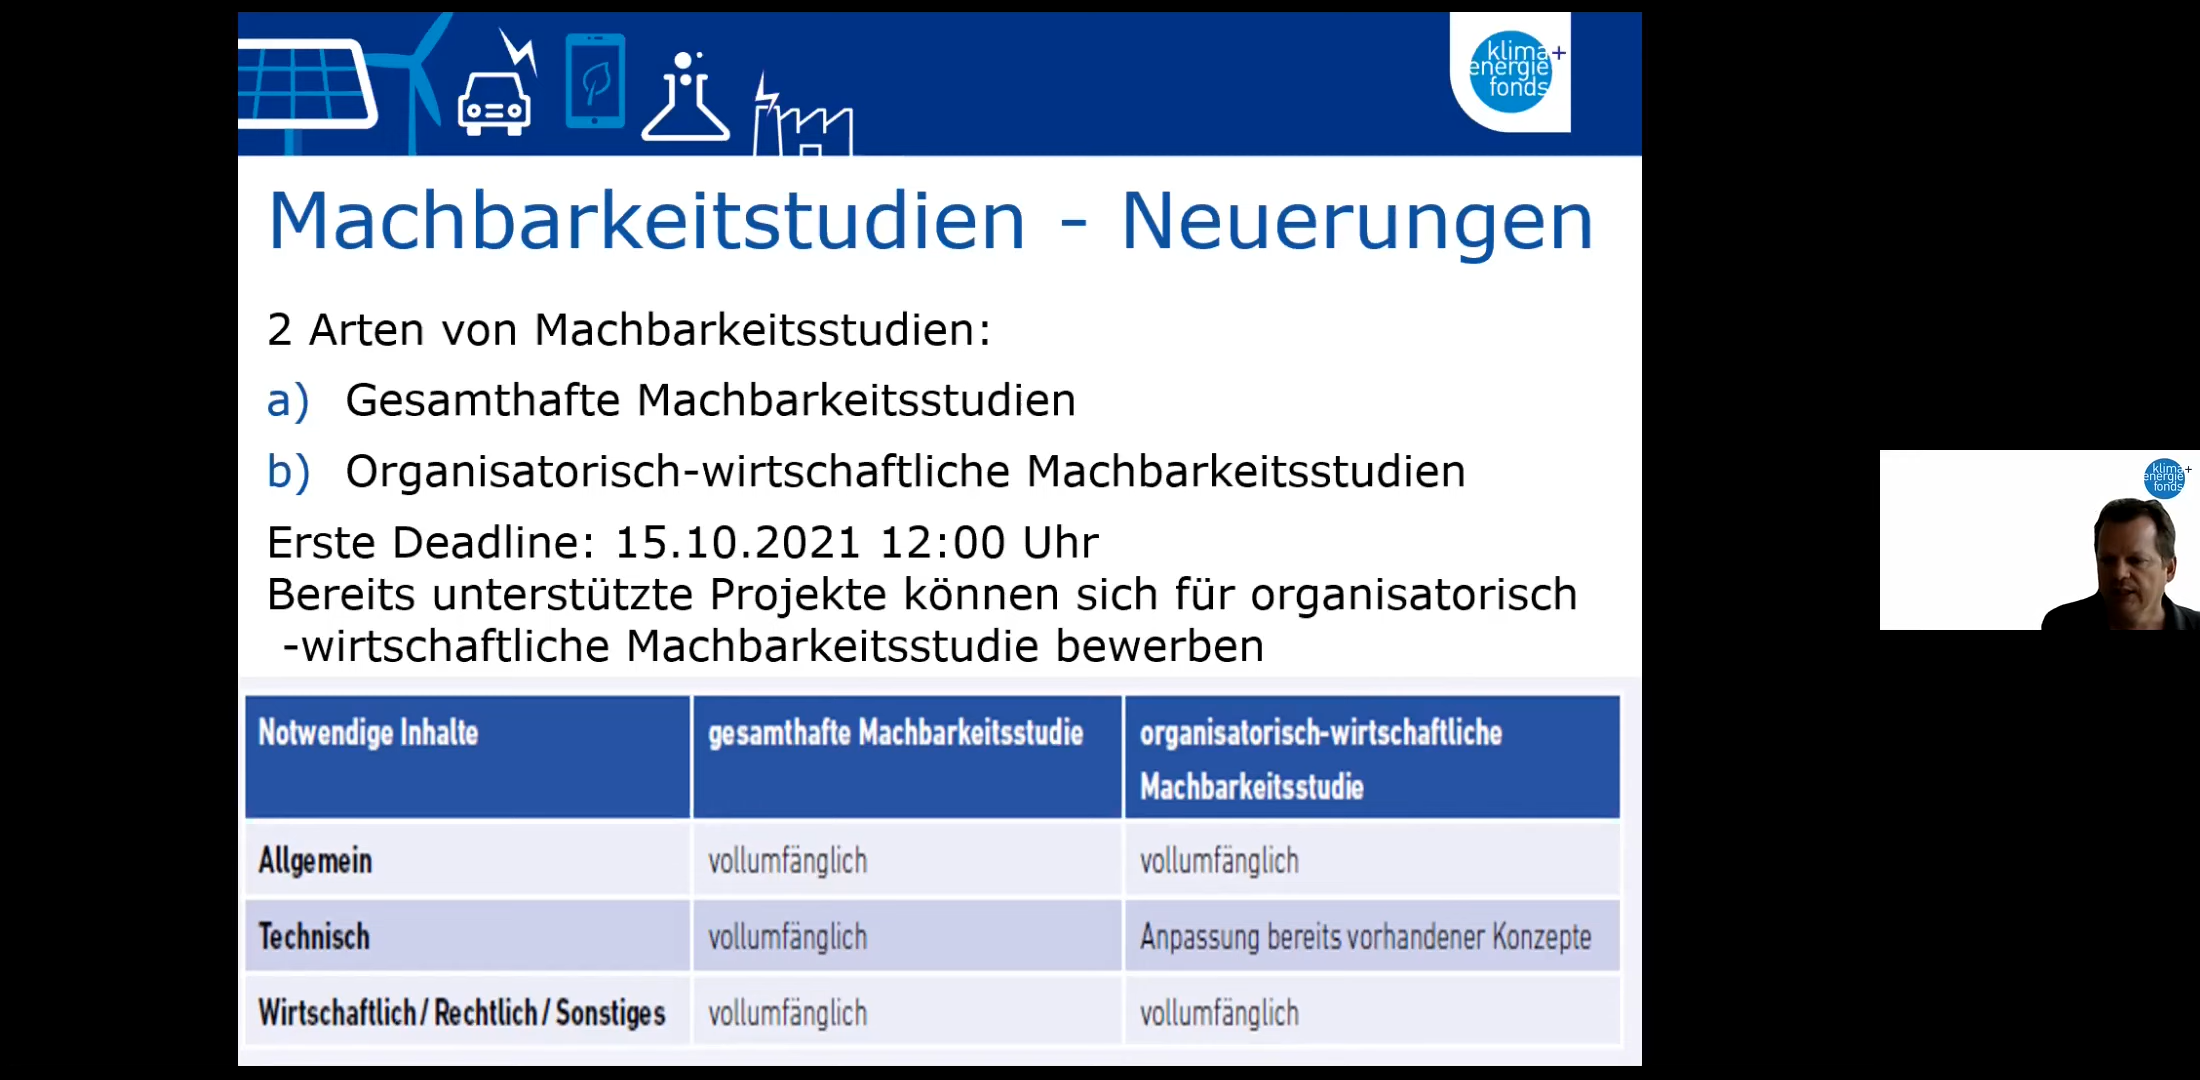 klima+
energie
fonds
Machbarkeitstudien - Neuerungen
2 Arten von Machbarkeitsstudien:
a) Gesamthafte Machbarkeitsstudien
b) Organisatorisch-wirtschaftliche Machbarkeitsstudien
Erste Deadline: 15.10.2021 12:00 Uhr
Bereits unterstützte Projekte können sich für organisatorisch
-wirtschaftliche Machbarkeitsstudie bewerben
Notwendige Inhalte gesamthafte Machbarkeitsstudie organisatorisch-wirtschaftliche
Machbarkeitsstudie
Allgemein vollumfänglich vollumfänglich
Technisch vollumfänglich Anpassung bereits vorhandener Konzepte
Wirtschaftlich / Rechtlich / Sonstiges vollumfänglich vollumfänglich
klima+
energie
fonds